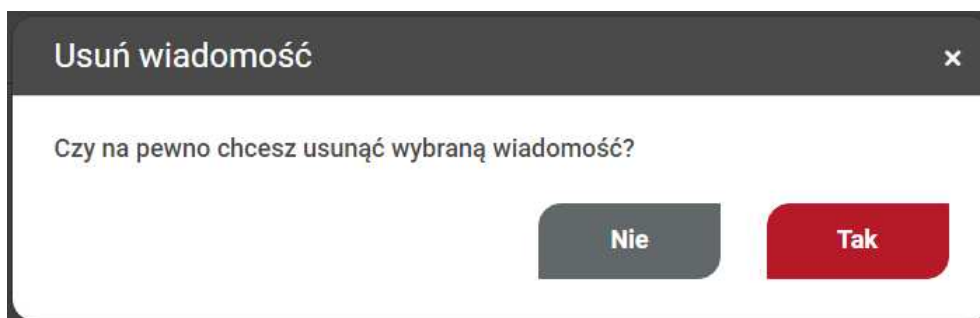 Usuń wiadomość ×
Czy na pewno chcesz usunąć wybraną wiadomość?
Nie Tak